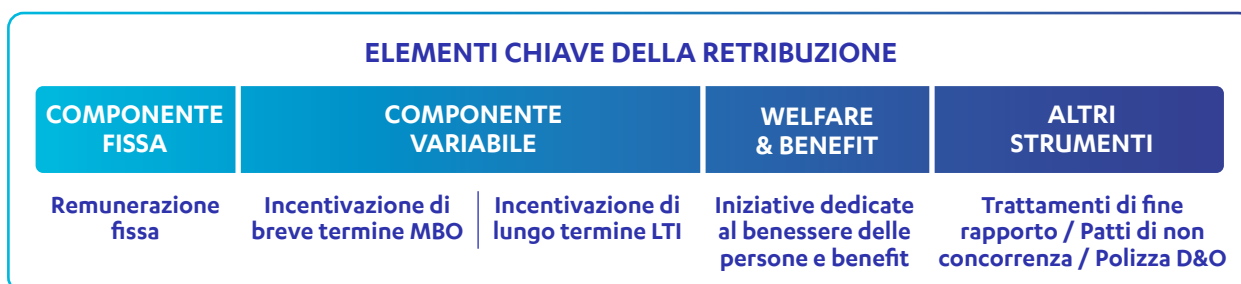 ELEMENTI CHIAVE DELLA RETRIBUZIONE
COMPONENTE
FISSA
COMPONENTE
VARIABILE
WELFARE
& BENEFIT
ALTRI
STRUMENTI
Remunerazione
fissa
Incentivazione di
breve termine MBO
Incentivazione di
lungo termine LTI
Iniziative dedicate
al benessere delle
persone e benefit
Trattamenti di fine
rapporto / Patti di non
concorrenza / Polizza D&O